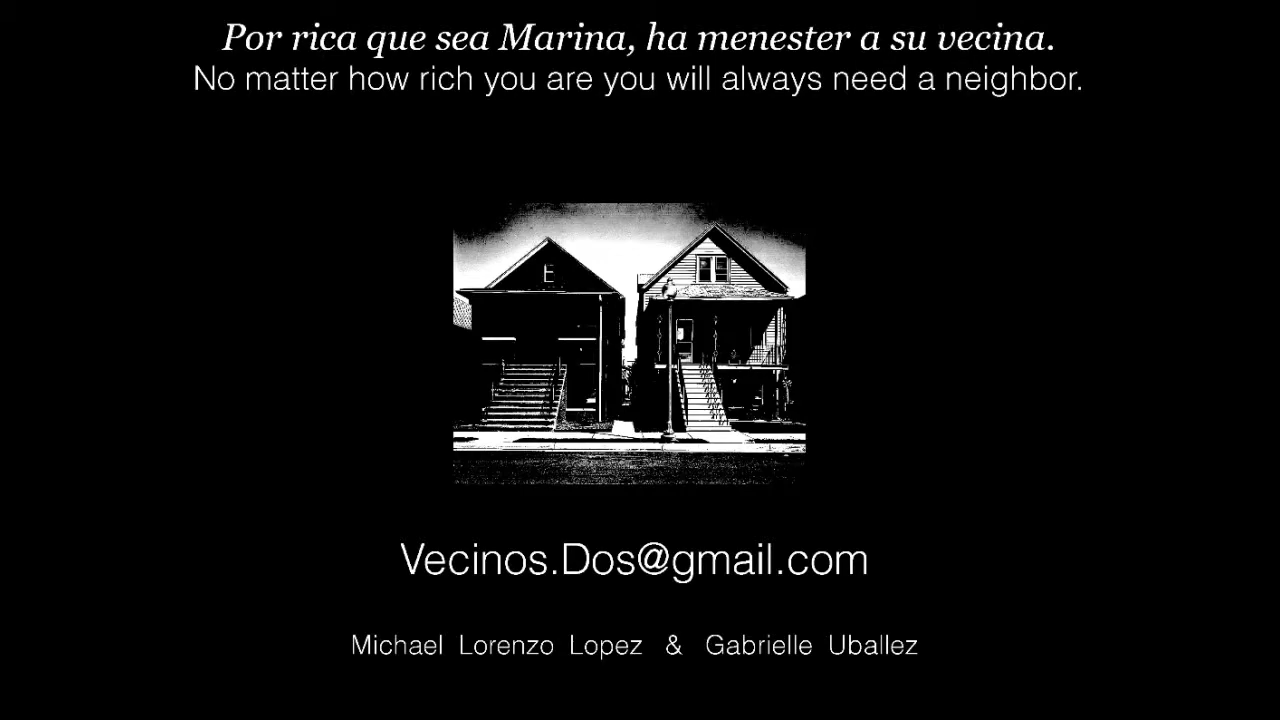 Por rica que sea Marina, ha menester a su vecina.
No matter how rich you are you will always need a neighbor.
Vecinos.Dos@gmail.com
Michael Lorenzo Lopez & Gabrielle Uballez